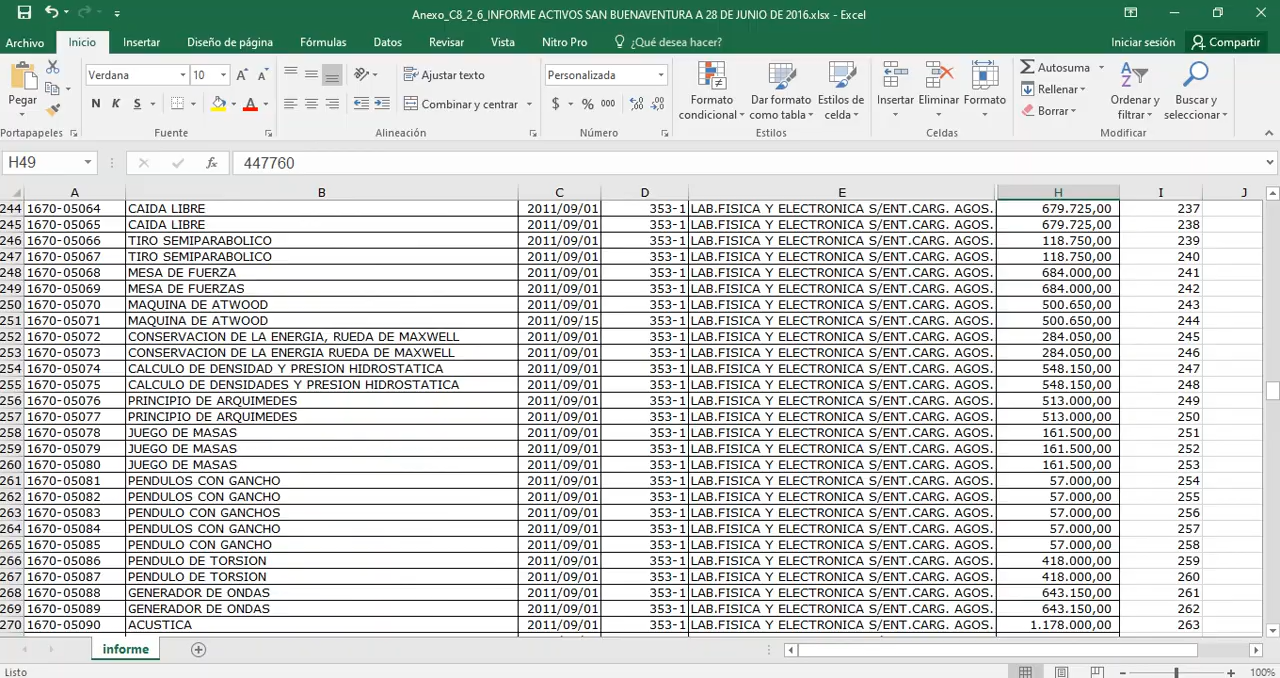 Anexo_C8_2_6_INFORME ACTIVOS SAN BUENAVENTURA A 28 DE JUNIO DE 2016.xlsx - Excel
Archivo Inicio Insertar Diseño de página Fórmulas Datos Revisar Vista Nitro Pro ¿Qué desea hacer? Iniciar sesión Compartir
Pegar
Portapapeles
Verdana 10
N K S
Fuente
Ajustar texto
Combinar y centrar
Alineación
Personalizada
$ % 000
Número
Formato condicional
Dar formato como tabla
Estilos de celda
Estilos
Insertar Eliminar Formato
Celdas
Autosuma
Rellenar
Borrar
Ordenar y filtrar
Buscar y seleccionar
Modificar
H49 fx 447760
A B C D E H I J
244 1670-05064 CAIDA LIBRE 2011/09/01 353-1 LAB.FISICA Y ELECTRONICA S/ENT.CARG. AGOS. 679.725,00 237
245 1670-05065 CAIDA LIBRE 2011/09/01 353-1 LAB.FISICA Y ELECTRONICA S/ENT.CARG. AGOS. 679.725,00 238
246 1670-05066 TIRO SEMIPARABOLICO 2011/09/01 353-1 LAB.FISICA Y ELECTRONICA S/ENT.CARG. AGOS. 118.750,00 239
247 1670-05067 TIRO SEMIPARABOLICO 2011/09/01 353-1 LAB.FISICA Y ELECTRONICA S/ENT.CARG. AGOS. 118.750,00 240
248 1670-05068 MESA DE FUERZA 2011/09/01 353-1 LAB.FISICA Y ELECTRONICA S/ENT.CARG. AGOS. 684.000,00 241
249 1670-05069 MESA DE FUERZAS 2011/09/01 353-1 LAB.FISICA Y ELECTRONICA S/ENT.CARG. AGOS. 684.000,00 242
250 1670-05070 MAQUINA DE ATWOOD 2011/09/01 353-1 LAB.FISICA Y ELECTRONICA S/ENT.CARG. AGOS. 500.650,00 243
251 1670-05071 MAQUINA DE ATWOOD 2011/09/15 353-1 LAB.FISICA Y ELECTRONICA S/ENT.CARG. AGOS. 500.650,00 244
252 1670-05072 CONSERVACION DE LA ENERGIA, RUEDA DE MAXWELL 2011/09/01 353-1 LAB.FISICA Y ELECTRONICA S/ENT.CARG. AGOS. 284.050,00 245
253 1670-05073 CONSERVACION DE LA ENERGIA RUEDA DE MAXWELL 2011/09/01 353-1 LAB.FISICA Y ELECTRONICA S/ENT.CARG. AGOS. 284.050,00 246
254 1670-05074 CALCULO DE DENSIDAD Y PRESION HIDROSTATICA 2011/09/01 353-1 LAB.FISICA Y ELECTRONICA S/ENT.CARG. AGOS. 548.150,00 247
255 1670-05075 CALCULO DE DENSIDADES Y PRESION HIDROSTATICA 2011/09/01 353-1 LAB.FISICA Y ELECTRONICA S/ENT.CARG. AGOS. 548.150,00 248
256 1670-05076 PRINCIPIO DE ARQUIMEDES 2011/09/01 353-1 LAB.FISICA Y ELECTRONICA S/ENT.CARG. AGOS. 513.000,00 249
257 1670-05077 PRINCIPIO DE ARQUIMEDES 2011/09/01 353-1 LAB.FISICA Y ELECTRONICA S/ENT.CARG. AGOS. 513.000,00 250
258 1670-05078 JUEGO DE MASAS 2011/09/01 353-1 LAB.FISICA Y ELECTRONICA S/ENT.CARG. AGOS. 161.500,00 251
259 1670-05079 JUEGO DE MASAS 2011/09/01 353-1 LAB.FISICA Y ELECTRONICA S/ENT.CARG. AGOS. 161.500,00 252
260 1670-05080 JUEGO DE MASAS 2011/09/01 353-1 LAB.FISICA Y ELECTRONICA S/ENT.CARG. AGOS. 161.500,00 253
261 1670-05081 PENDULOS CON GANCHO 2011/09/01 353-1 LAB.FISICA Y ELECTRONICA S/ENT.CARG. AGOS. 57.000,00 254
262 1670-05082 PENDULOS CON GANCHO 2011/09/01 353-1 LAB.FISICA Y ELECTRONICA S/ENT.CARG. AGOS. 57.000,00 255
263 1670-05083 PENDULO CON GANCHOS 2011/09/01 353-1 LAB.FISICA Y ELECTRONICA S/ENT.CARG. AGOS. 57.000,00 256
264 1670-05084 PENDULOS CON GANCHO 2011/09/01 353-1 LAB.FISICA Y ELECTRONICA S/ENT.CARG. AGOS. 57.000,00 257
265 1670-05085 PENDULO CON GANCHO 2011/09/01 353-1 LAB.FISICA Y ELECTRONICA S/ENT.CARG. AGOS. 57.000,00 258
266 1670-05086 PENDULO DE TORSION 2011/09/01 353-1 LAB.FISICA Y ELECTRONICA S/ENT.CARG. AGOS. 418.000,00 259
267 1670-05087 PENDULO DE TORSION 2011/09/01 353-1 LAB.FISICA Y ELECTRONICA S/ENT.CARG. AGOS. 418.000,00 260
268 1670-05088 GENERADOR DE ONDAS 2011/09/01 353-1 LAB.FISICA Y ELECTRONICA S/ENT.CARG. AGOS. 643.150,00 261
269 1670-05089 GENERADOR DE ONDAS 2011/09/01 353-1 LAB.FISICA Y ELECTRONICA S/ENT.CARG. AGOS. 643.150,00 262
270 1670-05090 ACUSTICA 2011/09/01 353-1 LAB.FISICA Y ELECTRONICA S/ENT.CARG. AGOS. 1.178.000,00 263
informe
Listo 100%